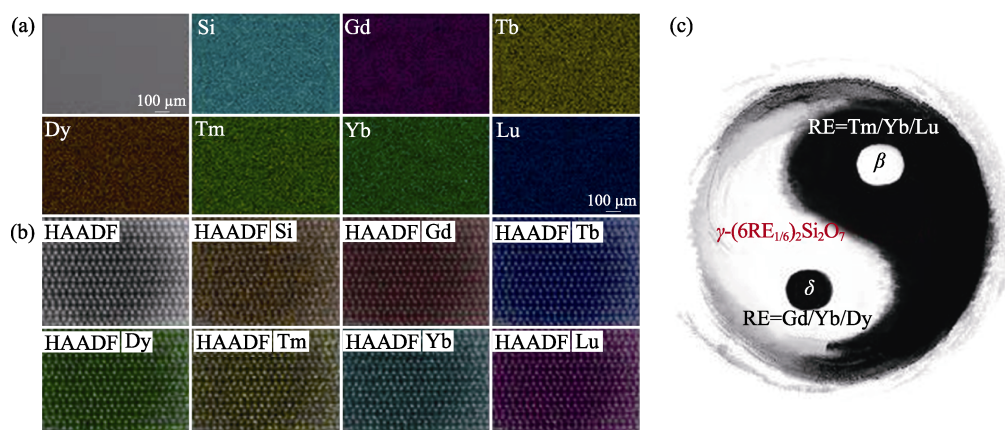 (a)
Si
Gd
Tb
100 μm
Dy
Tm
Yb
Lu
100 μm
(b)
HAADF
HAADF Si
HAADF Gd
HAADF Tb
HAADF Dy
HAADF Tm
HAADF Yb
HAADF Lu
(c)
RE=Tm/Yb/Lu
β
γ-(6RE1/6)2Si2O7
δ
RE=Gd/Yb/Dy